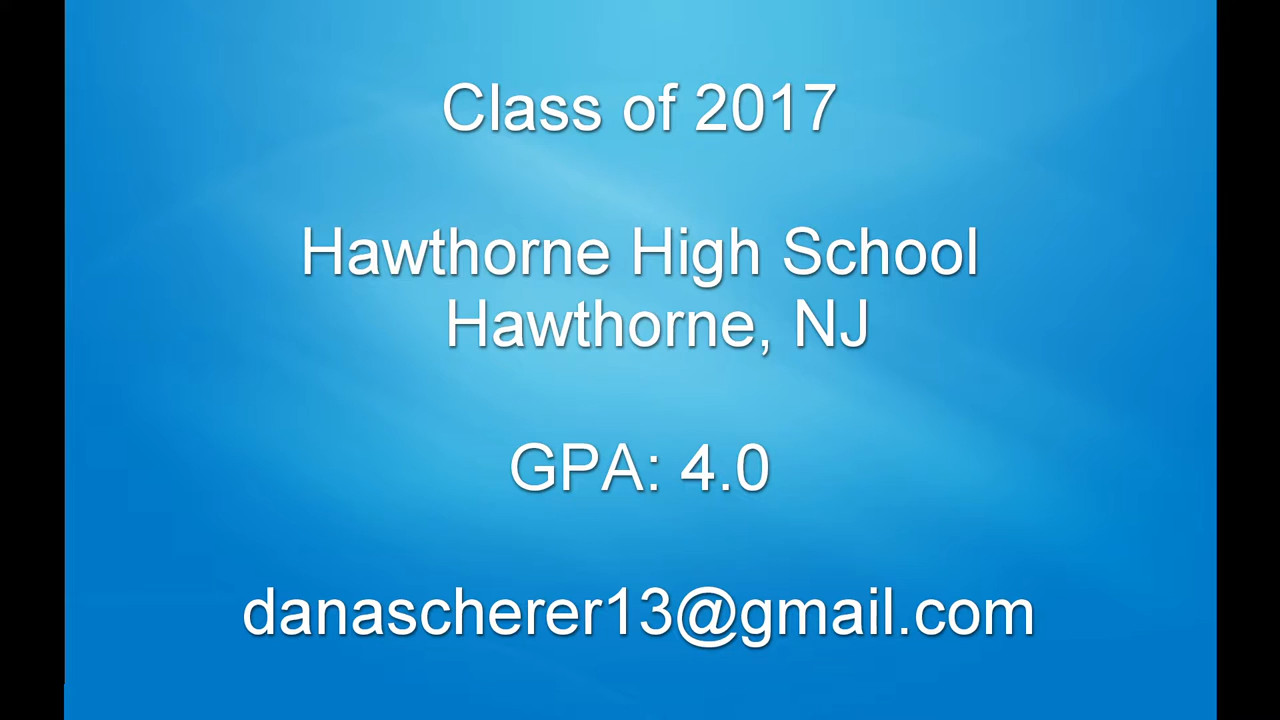 Class of 2017
Hawthorne High School
Hawthorne, NJ
GPA: 4.0
danascherer13@gmail.com